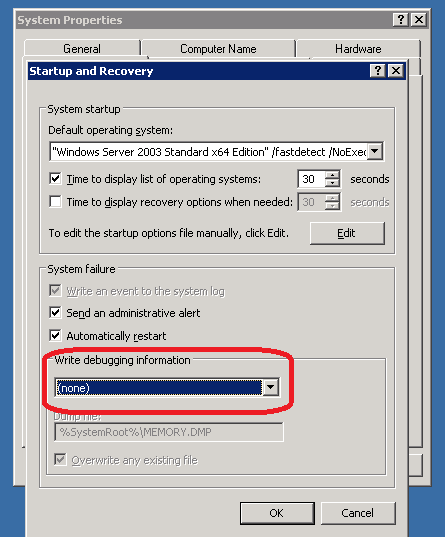 System Properties
General
Computer Name
Hardware
Startup and Recovery
System startup
Default operating system:
"Windows Server 2003 Standard x64 Edition" /fastdetect /NoExec
Time to display list of operating systems: 30 seconds
Time to display recovery options when needed: 30 seconds
To edit the startup options file manually, click Edit. Edit
System failure
Write an event to the system log
Send an administrative alert
Automatically restart
Write debugging information
(none)
Dump file:
%SystemRoot%\MEMORY.DMP
Overwrite any existing file
OK
Cancel